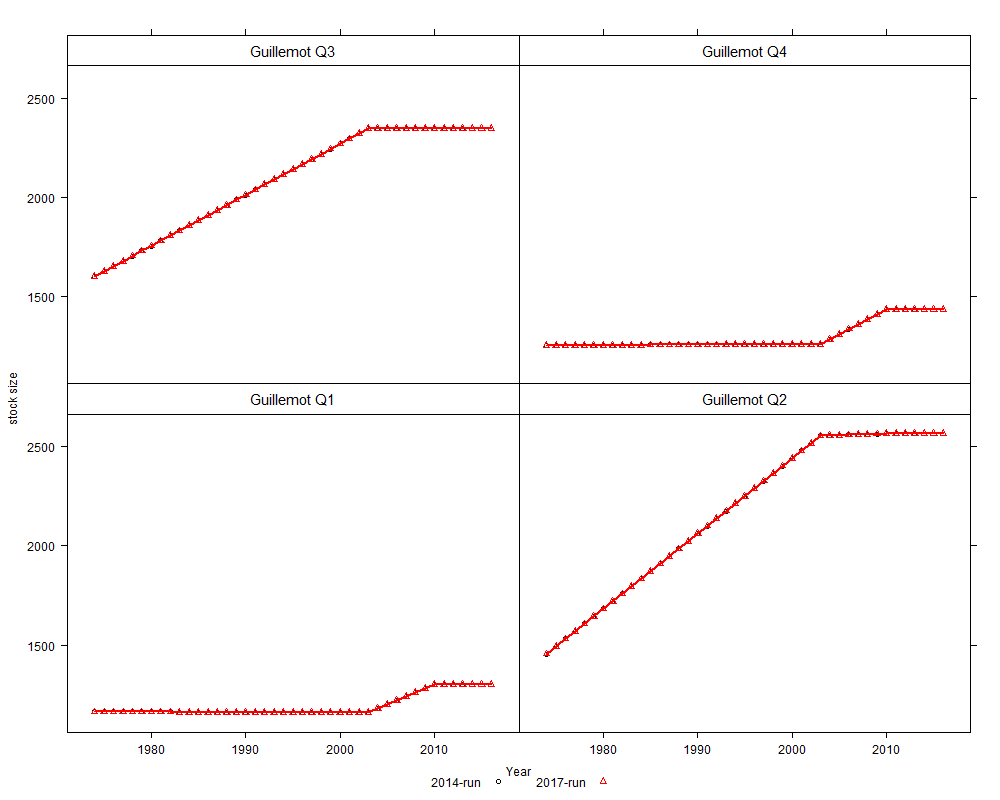 Guillemot Q3 Guillemot Q4
2500
2000
1500
Guillemot Q1 Guillemot Q2
2500
2000
1500
stock size
1980 1990 2000 2010 1980 1990 2000 2010
Year
2014-run 2017-run